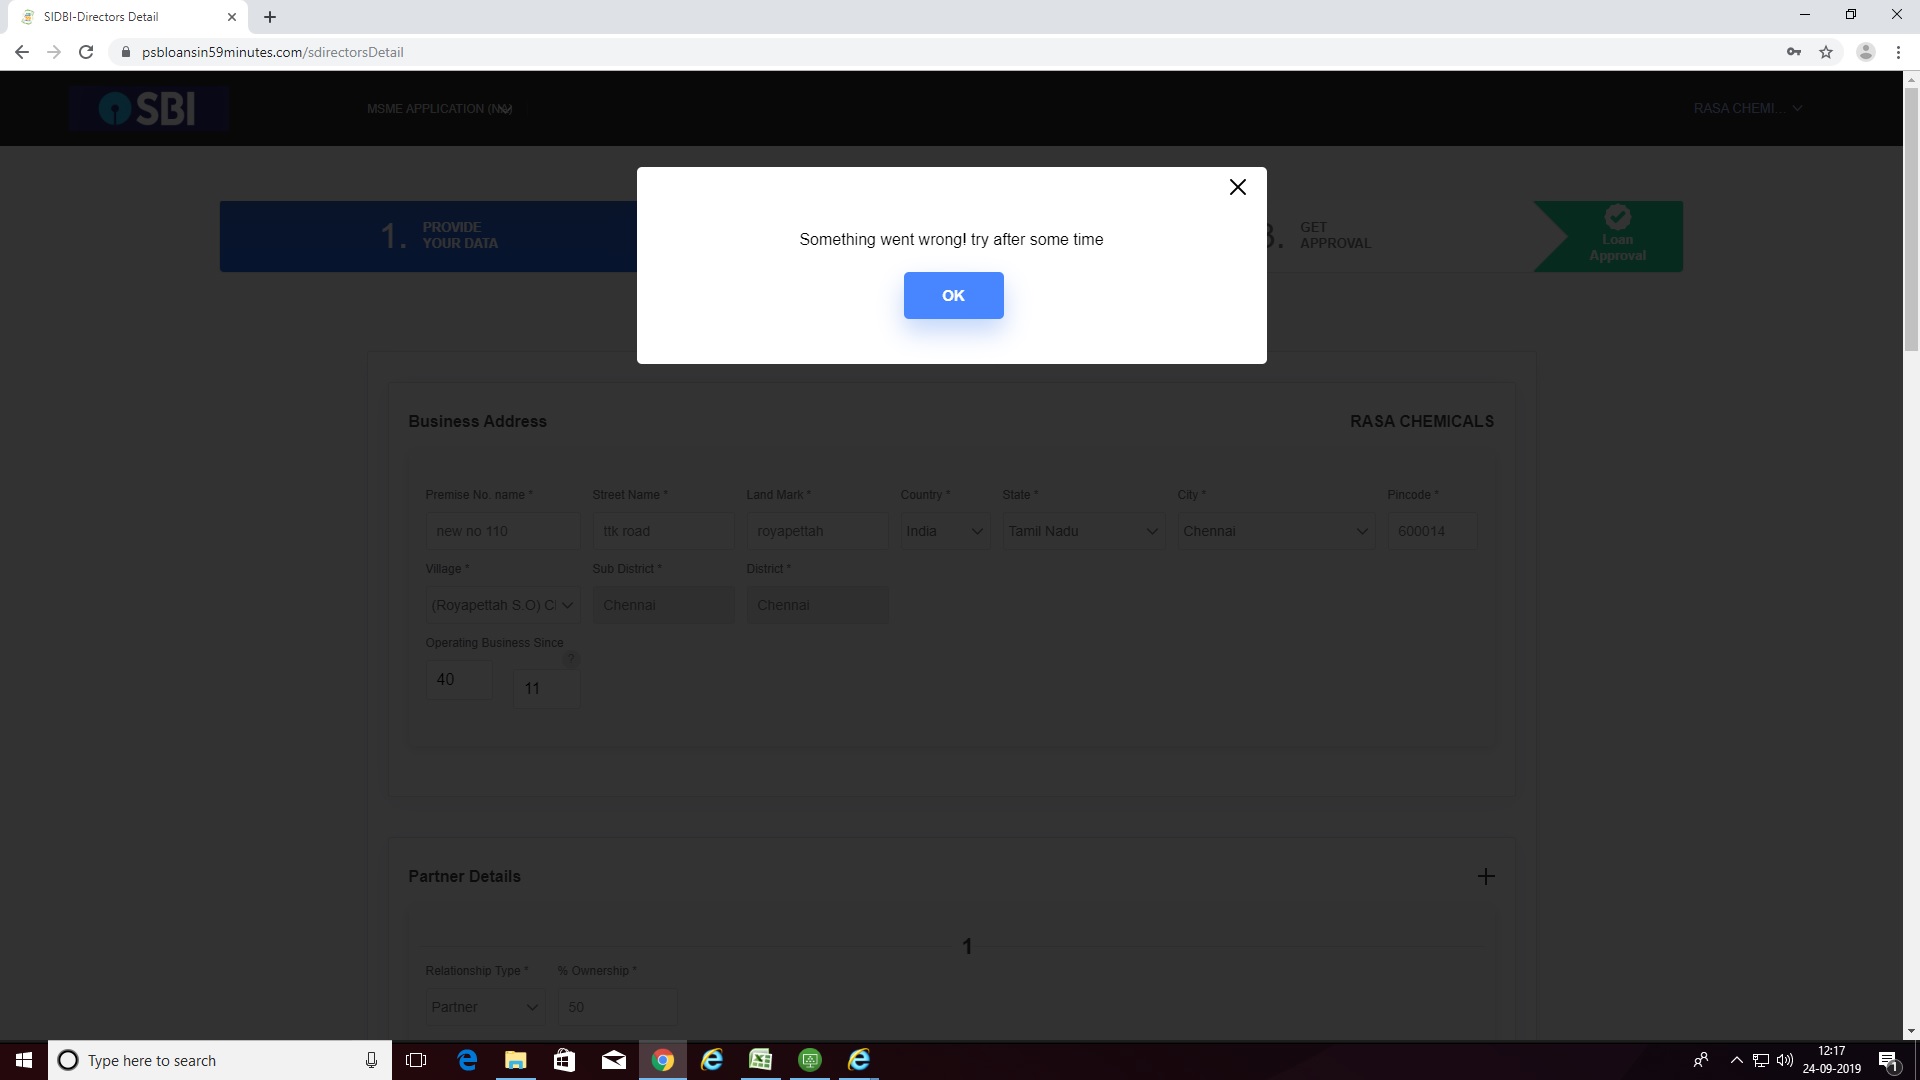 SIDBI-Directors Detail
psbloansin59minutes.com/sdirectorsDetail
SBI
MSME APPLICATION
RASA CHEMI...
1. PROVIDE
YOUR DATA
3. GET
APPROVAL
Loan
Approval
Something went wrong! try after some time
OK
Business Address
RASA CHEMICALS
Premise No. name * Street Name * Land Mark * Country * State * City * Pincode *
new no 110 ttk road royapettah India Tamil Nadu Chennai 600014
Village * Sub District * District *
(Royapettah S.O) Chennai Chennai
Operating Business Since
?
40 11
Partner Details
1
Relationship Type * % Ownership *
Partner 50
Type here to search
12:17
24-09-2019
1